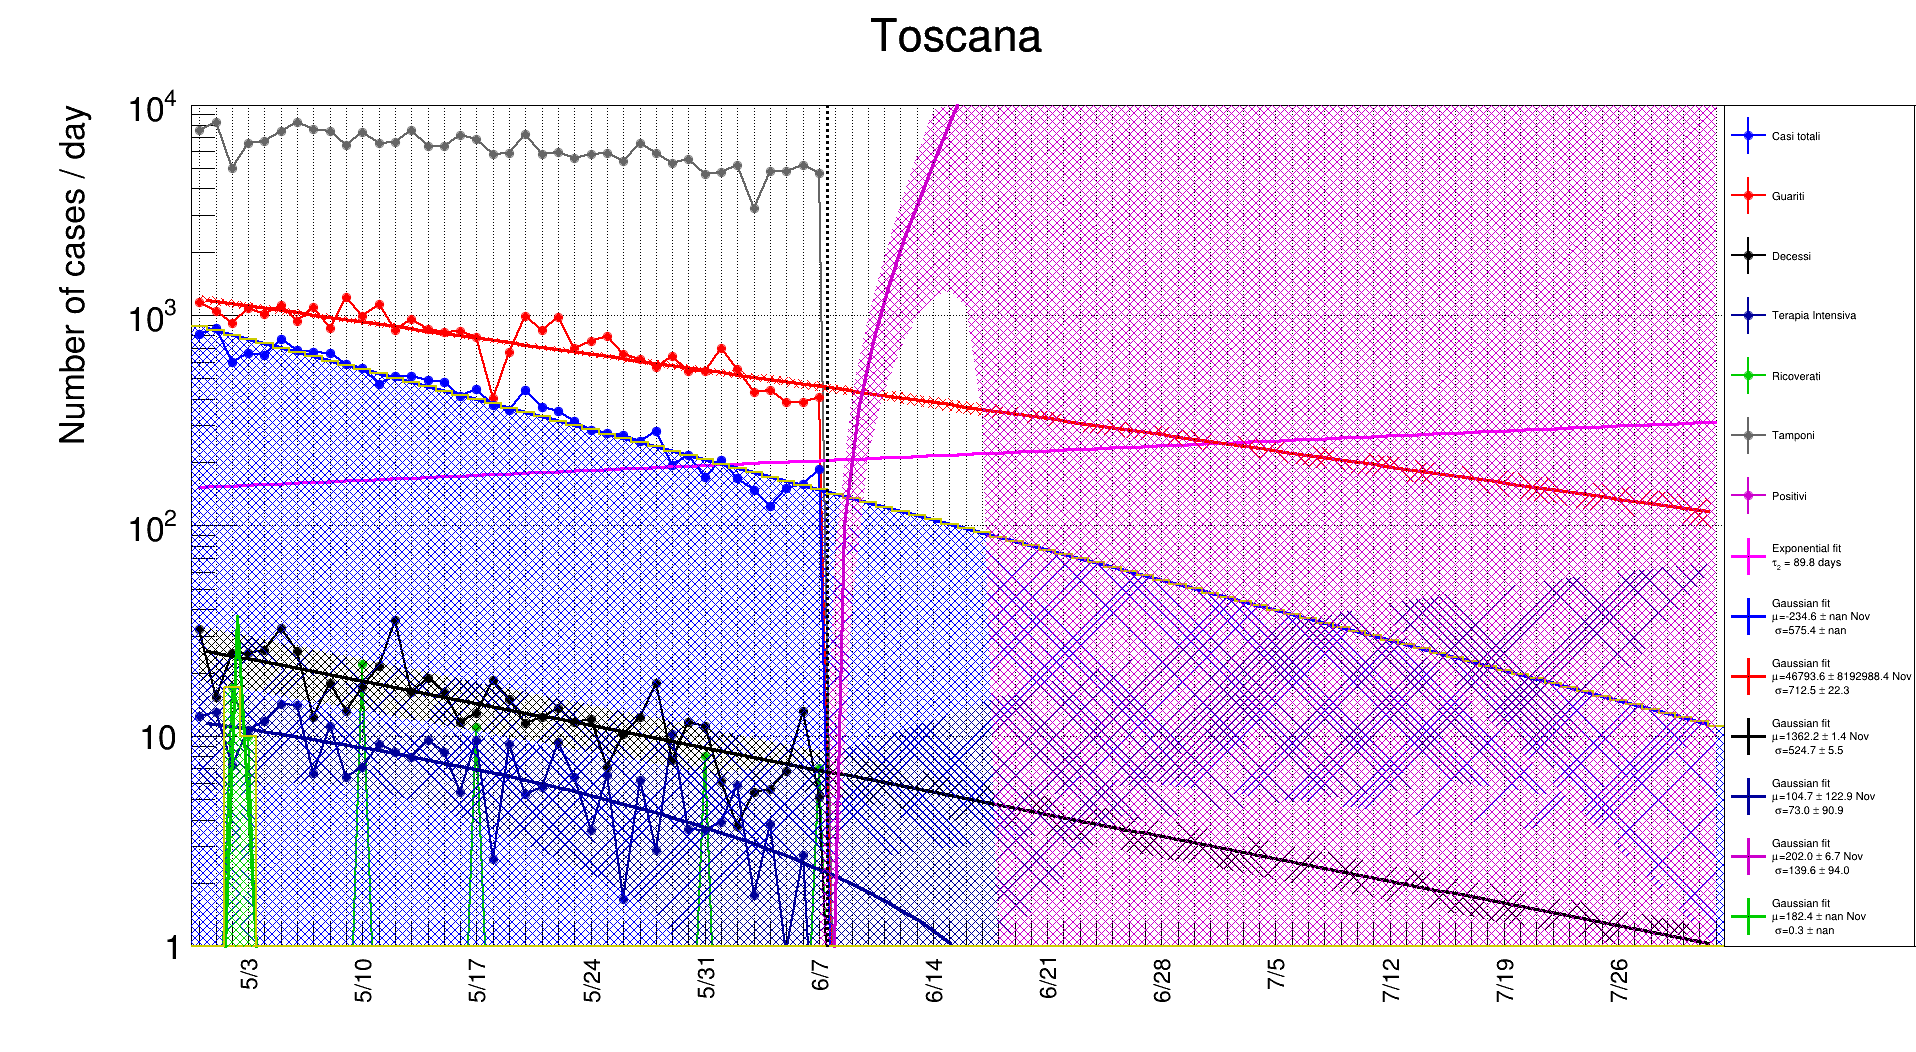 Toscana
Number of cases / day
10^4
10^3
10^2
10
1
5/3
5/10
5/17
5/24
5/31
6/7
6/14
6/21
6/28
7/5
7/12
7/19
7/26
Casi totali
Guariti
Decessi
Terapia Intensiva
Ricoverati
Tamponi
Positivi
Exponential fit
τ₂ = 89.8 days
Gaussian fit
μ=-234.6 ± nan Nov
σ=575.4 ± nan
Gaussian fit
μ=46793.6 ± 8192988.4 Nov
σ=712.5 ± 22.3
Gaussian fit
μ=1362.2 ± 1.4 Nov
σ=524.7 ± 5.5
Gaussian fit
μ=104.7 ± 122.9 Nov
σ=73.0 ± 90.9
Gaussian fit
μ=202.0 ± 6.7 Nov
σ=139.6 ± 94.0
Gaussian fit
μ=182.4 ± nan Nov
σ=0.3 ± nan